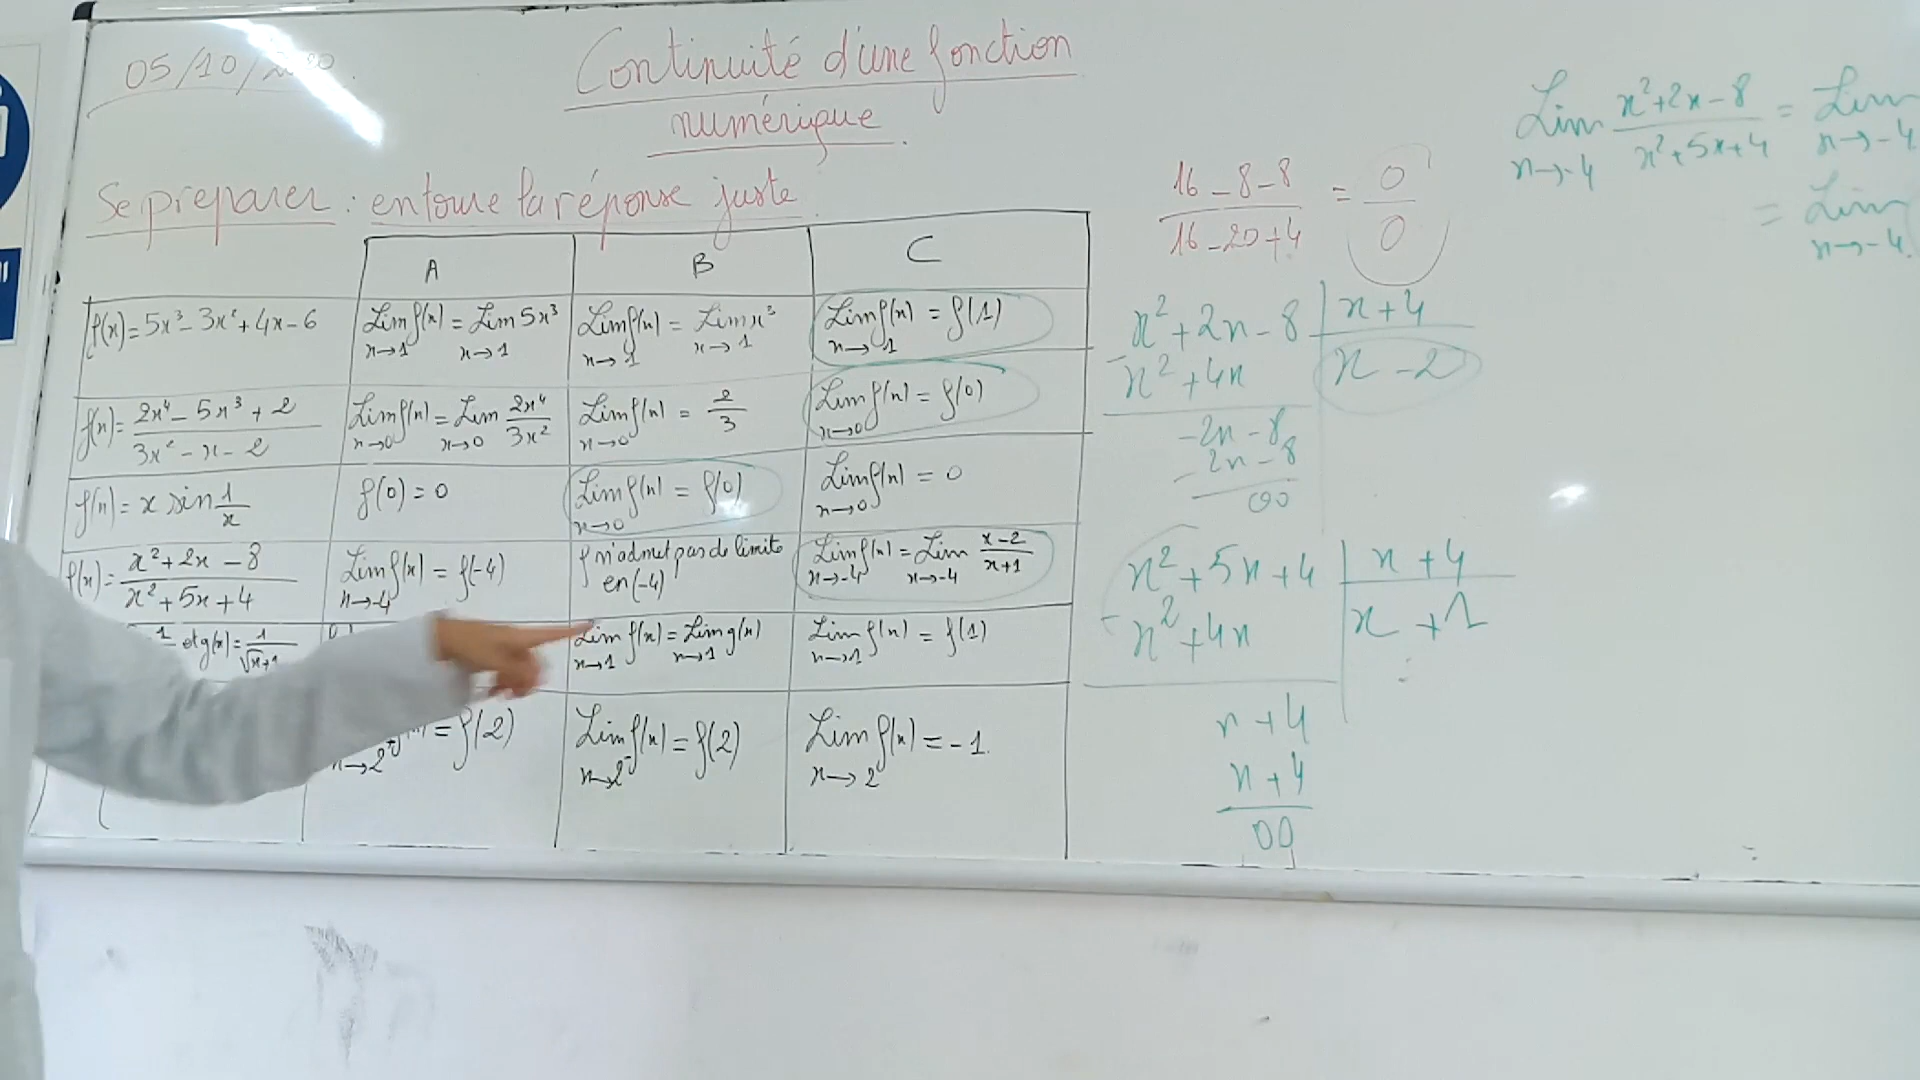 05/10/
Continuité d'une fonction
numérique.
Se preparer : entoure la réponse juste.
A B C
f(x) = 5x³ - 3x² + 4x - 6
Lim f(x) = Lim 5x³
x→1 x→1
Lim f(x) = Lim x³
x→1 x→1
Lim f(x) = f(1)
x→1
f(x) = (2x⁴ - 5x³ + 2)/(3x² - x - 2)
Lim f(x) = Lim 2x⁴/3x²
x→0 x→0
Lim f(x) = 2/3
x→0
Lim f(x) = f(0)
x→0
f(x) = x sin 1/x
f(0) = 0
Lim f(x) = f(0)
x→0
Lim f(x) = 0
x→0
f(x) = (x² + 2x - 8)/(x² + 5x + 4)
Lim f(x) = f(-4)
x→-4
f n'admet pas de limite
en (-4)
Lim f(x) = Lim (x-2)/(x+1)
x→-4 x→-4
et g(x) = 1/(√x+1
Lim f(x) = Lim g(x)
x→1 x→1
Lim f(x) = f(1)
x→1
= f(2)
x→2⁺
Lim f(x) = f(2)
x→2⁻
Lim f(x) = -1.
x→2
(16 - 8 - 8)/(16 - 20 + 4) = 0/0
x² + 2x - 8 | x + 4
- x² + 4x | x - 2
-2x - 8
- 2x - 8
00
x² + 5x + 4 | x + 4
- x² + 4x | x + 1
x + 4
x + 4
00
Lim (x² + 2x - 8)/(x² + 5x + 4) = Lim
x→-4 x→-4
= Lim
x→-4